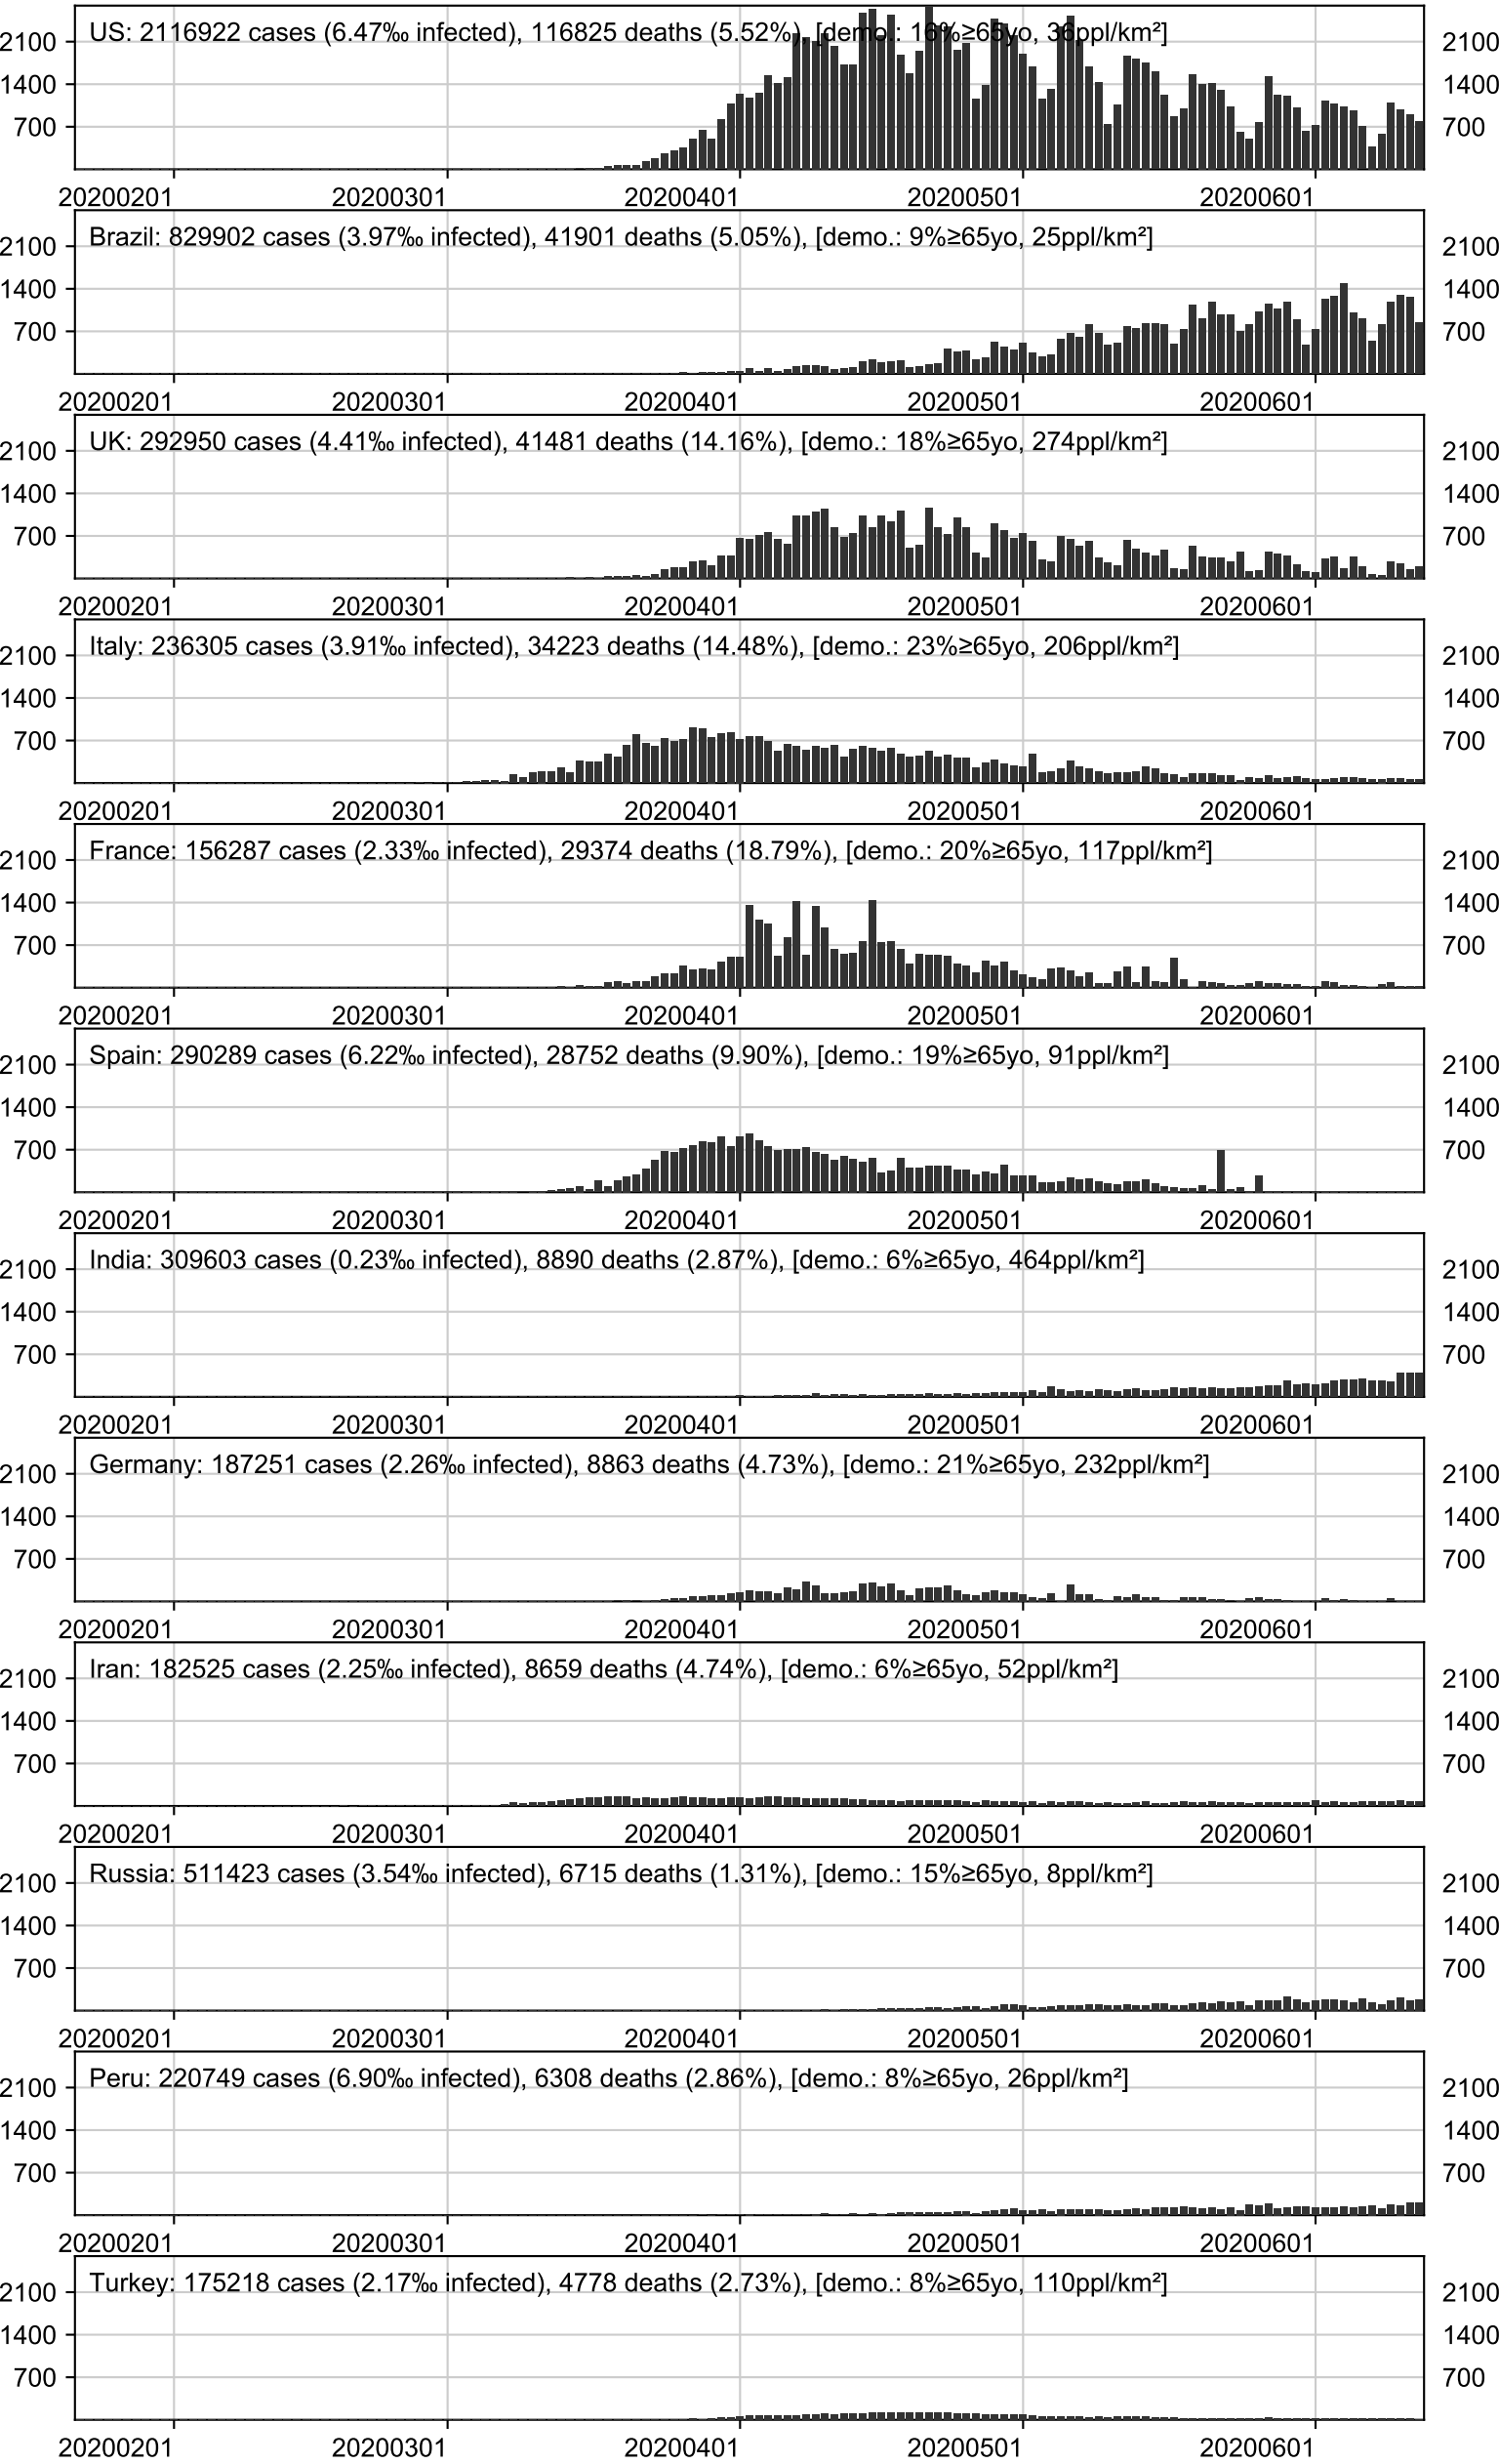 US: 2116922 cases (6.47‰ infected), 116825 deaths (5.52%), [demo.: 16%≥65yo, 36ppl/km²]
2100 2100
1400 1400
700 700
20200201 20200301 20200401 20200501 20200601
Brazil: 829902 cases (3.97‰ infected), 41901 deaths (5.05%), [demo.: 9%≥65yo, 25ppl/km²]
2100 2100
1400 1400
700 700
20200201 20200301 20200401 20200501 20200601
UK: 292950 cases (4.41‰ infected), 41481 deaths (14.16%), [demo.: 18%≥65yo, 274ppl/km²]
2100 2100
1400 1400
700 700
20200201 20200301 20200401 20200501 20200601
Italy: 236305 cases (3.91‰ infected), 34223 deaths (14.48%), [demo.: 23%≥65yo, 206ppl/km²]
2100 2100
1400 1400
700 700
20200201 20200301 20200401 20200501 20200601
France: 156287 cases (2.33‰ infected), 29374 deaths (18.79%), [demo.: 20%≥65yo, 117ppl/km²]
2100 2100
1400 1400
700 700
20200201 20200301 20200401 20200501 20200601
Spain: 290289 cases (6.22‰ infected), 28752 deaths (9.90%), [demo.: 19%≥65yo, 91ppl/km²]
2100 2100
1400 1400
700 700
20200201 20200301 20200401 20200501 20200601
India: 309603 cases (0.23‰ infected), 8890 deaths (2.87%), [demo.: 6%≥65yo, 464ppl/km²]
2100 2100
1400 1400
700 700
20200201 20200301 20200401 20200501 20200601
Germany: 187251 cases (2.26‰ infected), 8863 deaths (4.73%), [demo.: 21%≥65yo, 232ppl/km²]
2100 2100
1400 1400
700 700
20200201 20200301 20200401 20200501 20200601
Iran: 182525 cases (2.25‰ infected), 8659 deaths (4.74%), [demo.: 6%≥65yo, 52ppl/km²]
2100 2100
1400 1400
700 700
20200201 20200301 20200401 20200501 20200601
Russia: 511423 cases (3.54‰ infected), 6715 deaths (1.31%), [demo.: 15%≥65yo, 8ppl/km²]
2100 2100
1400 1400
700 700
20200201 20200301 20200401 20200501 20200601
Peru: 220749 cases (6.90‰ infected), 6308 deaths (2.86%), [demo.: 8%≥65yo, 26ppl/km²]
2100 2100
1400 1400
700 700
20200201 20200301 20200401 20200501 20200601
Turkey: 175218 cases (2.17‰ infected), 4778 deaths (2.73%), [demo.: 8%≥65yo, 110ppl/km²]
2100 2100
1400 1400
700 700
20200201 20200301 20200401 20200501 20200601